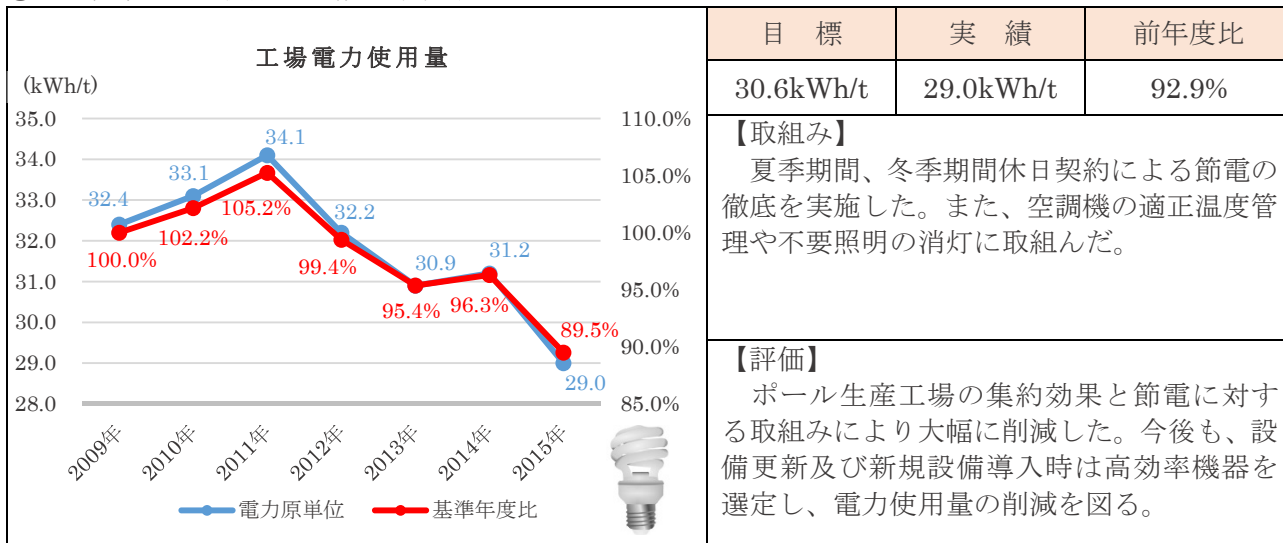 工場電力使用量
(kWh/t)
35.0
34.0
33.0
32.0
31.0
30.0
29.0
28.0
110.0%
105.0%
100.0%
95.0%
90.0%
85.0%
32.4
33.1
34.1
32.2
30.9
31.2
29.0
100.0%
102.2%
105.2%
99.4%
95.4%
96.3%
89.5%
2009年
2010年
2011年
2012年
2013年
2014年
2015年
電力原単位
基準年度比
目 標 実 績 前年度比
30.6kWh/t 29.0kWh/t 92.9%
【取組み】
夏季期間、冬季期間休日契約による節電の
徹底を実施した。また、空調機の適正温度管
理や不要照明の消灯に取組んだ。
【評価】
ポール生産工場の集約効果と節電に対す
る取組みにより大幅に削減した。今後も、設
備更新及び新規設備導入時は高効率機器を
選定し、電力使用量の削減を図る。